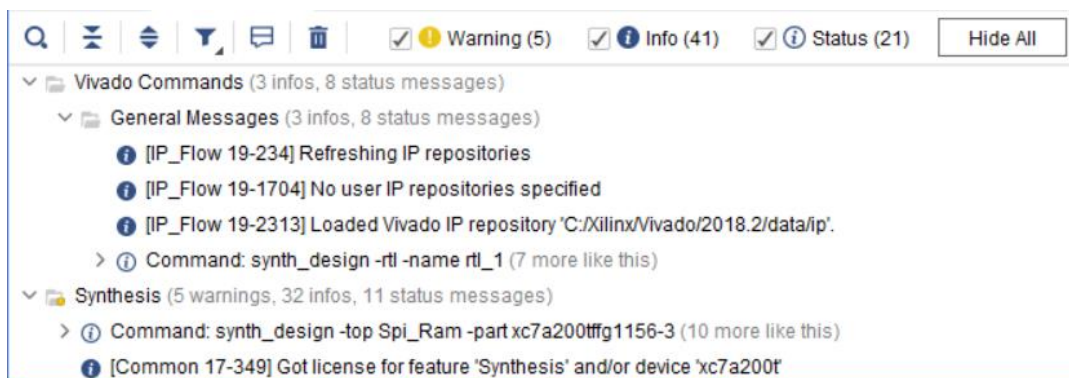 Warning (5) Info (41) Status (21) Hide All
Vivado Commands (3 infos, 8 status messages)
General Messages (3 infos, 8 status messages)
[IP_Flow 19-234] Refreshing IP repositories
[IP_Flow 19-1704] No user IP repositories specified
[IP_Flow 19-2313] Loaded Vivado IP repository 'C:/Xilinx/Vivado/2018.2/data/ip'.
Command: synth_design -rtl -name rtl_1 (7 more like this)
Synthesis (5 warnings, 32 infos, 11 status messages)
Command: synth_design -top Spi_Ram -part xc7a200tffg1156-3 (10 more like this)
[Common 17-349] Got license for feature 'Synthesis' and/or device 'xc7a200t'